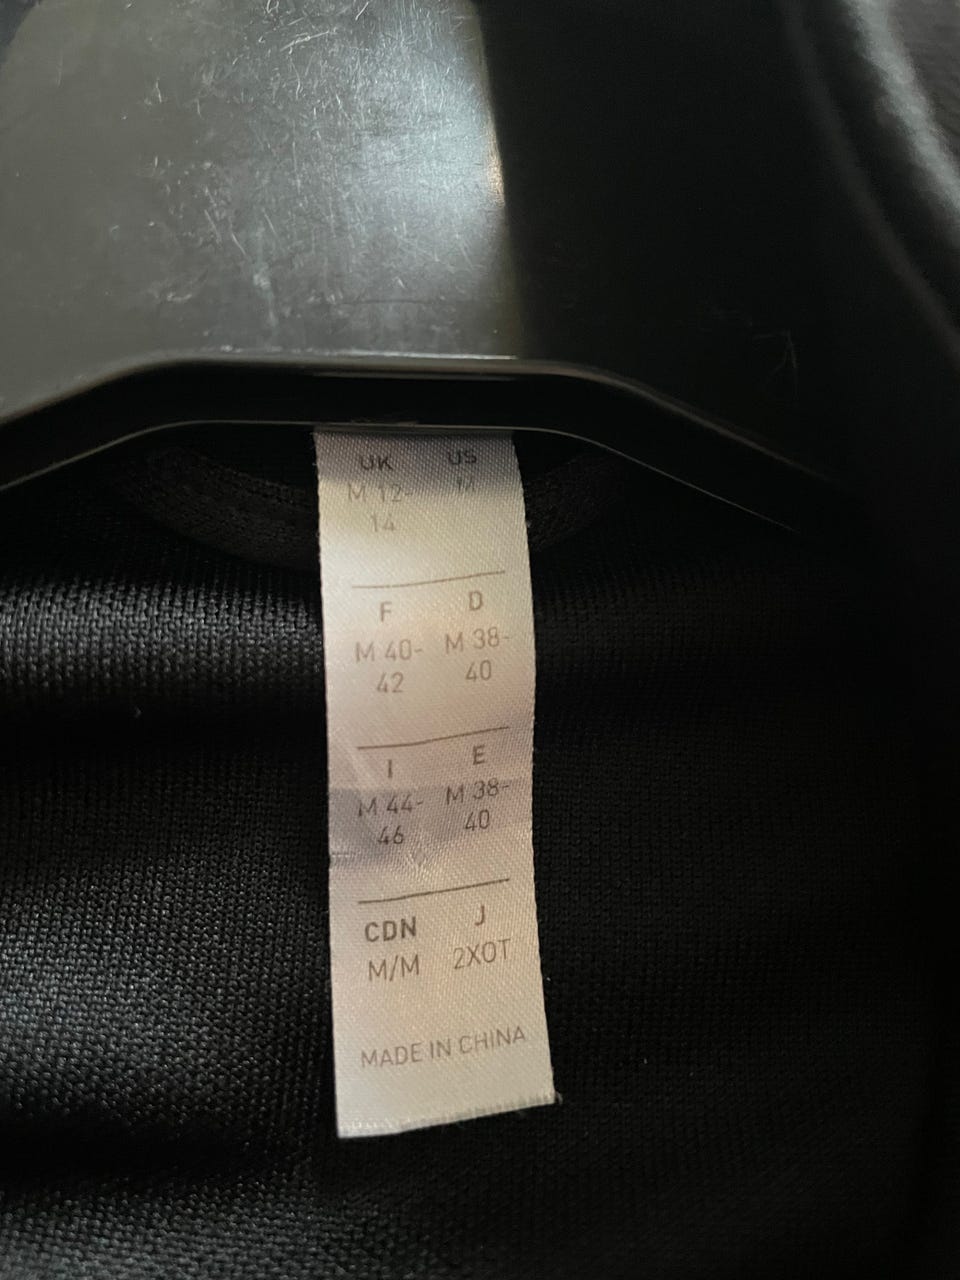 UK US
M 12- M
14
F D
M 40- M 38-
42 40
I E
M 44- M 38-
46 40
CDN J
M/M 2XOT
MADE IN CHINA